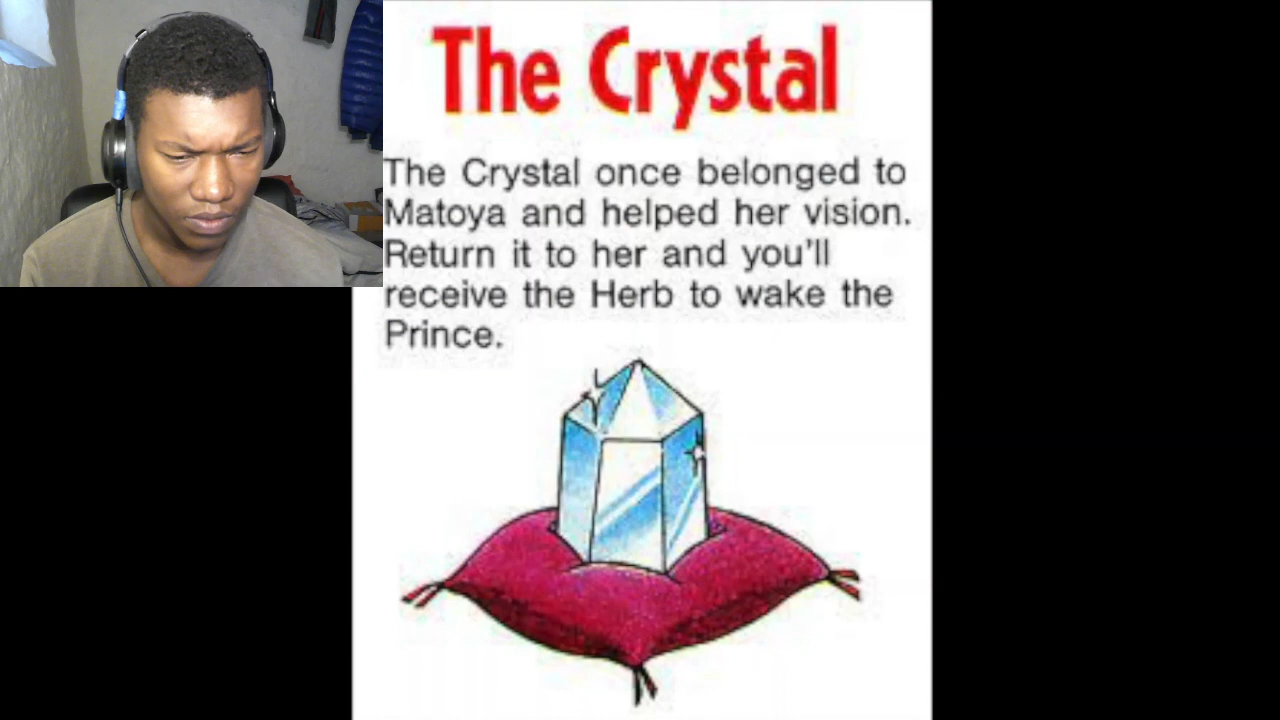 The Crystal
The Crystal once belonged to
Matoya and helped her vision.
Return it to her and you'll
receive the Herb to wake the
Prince.